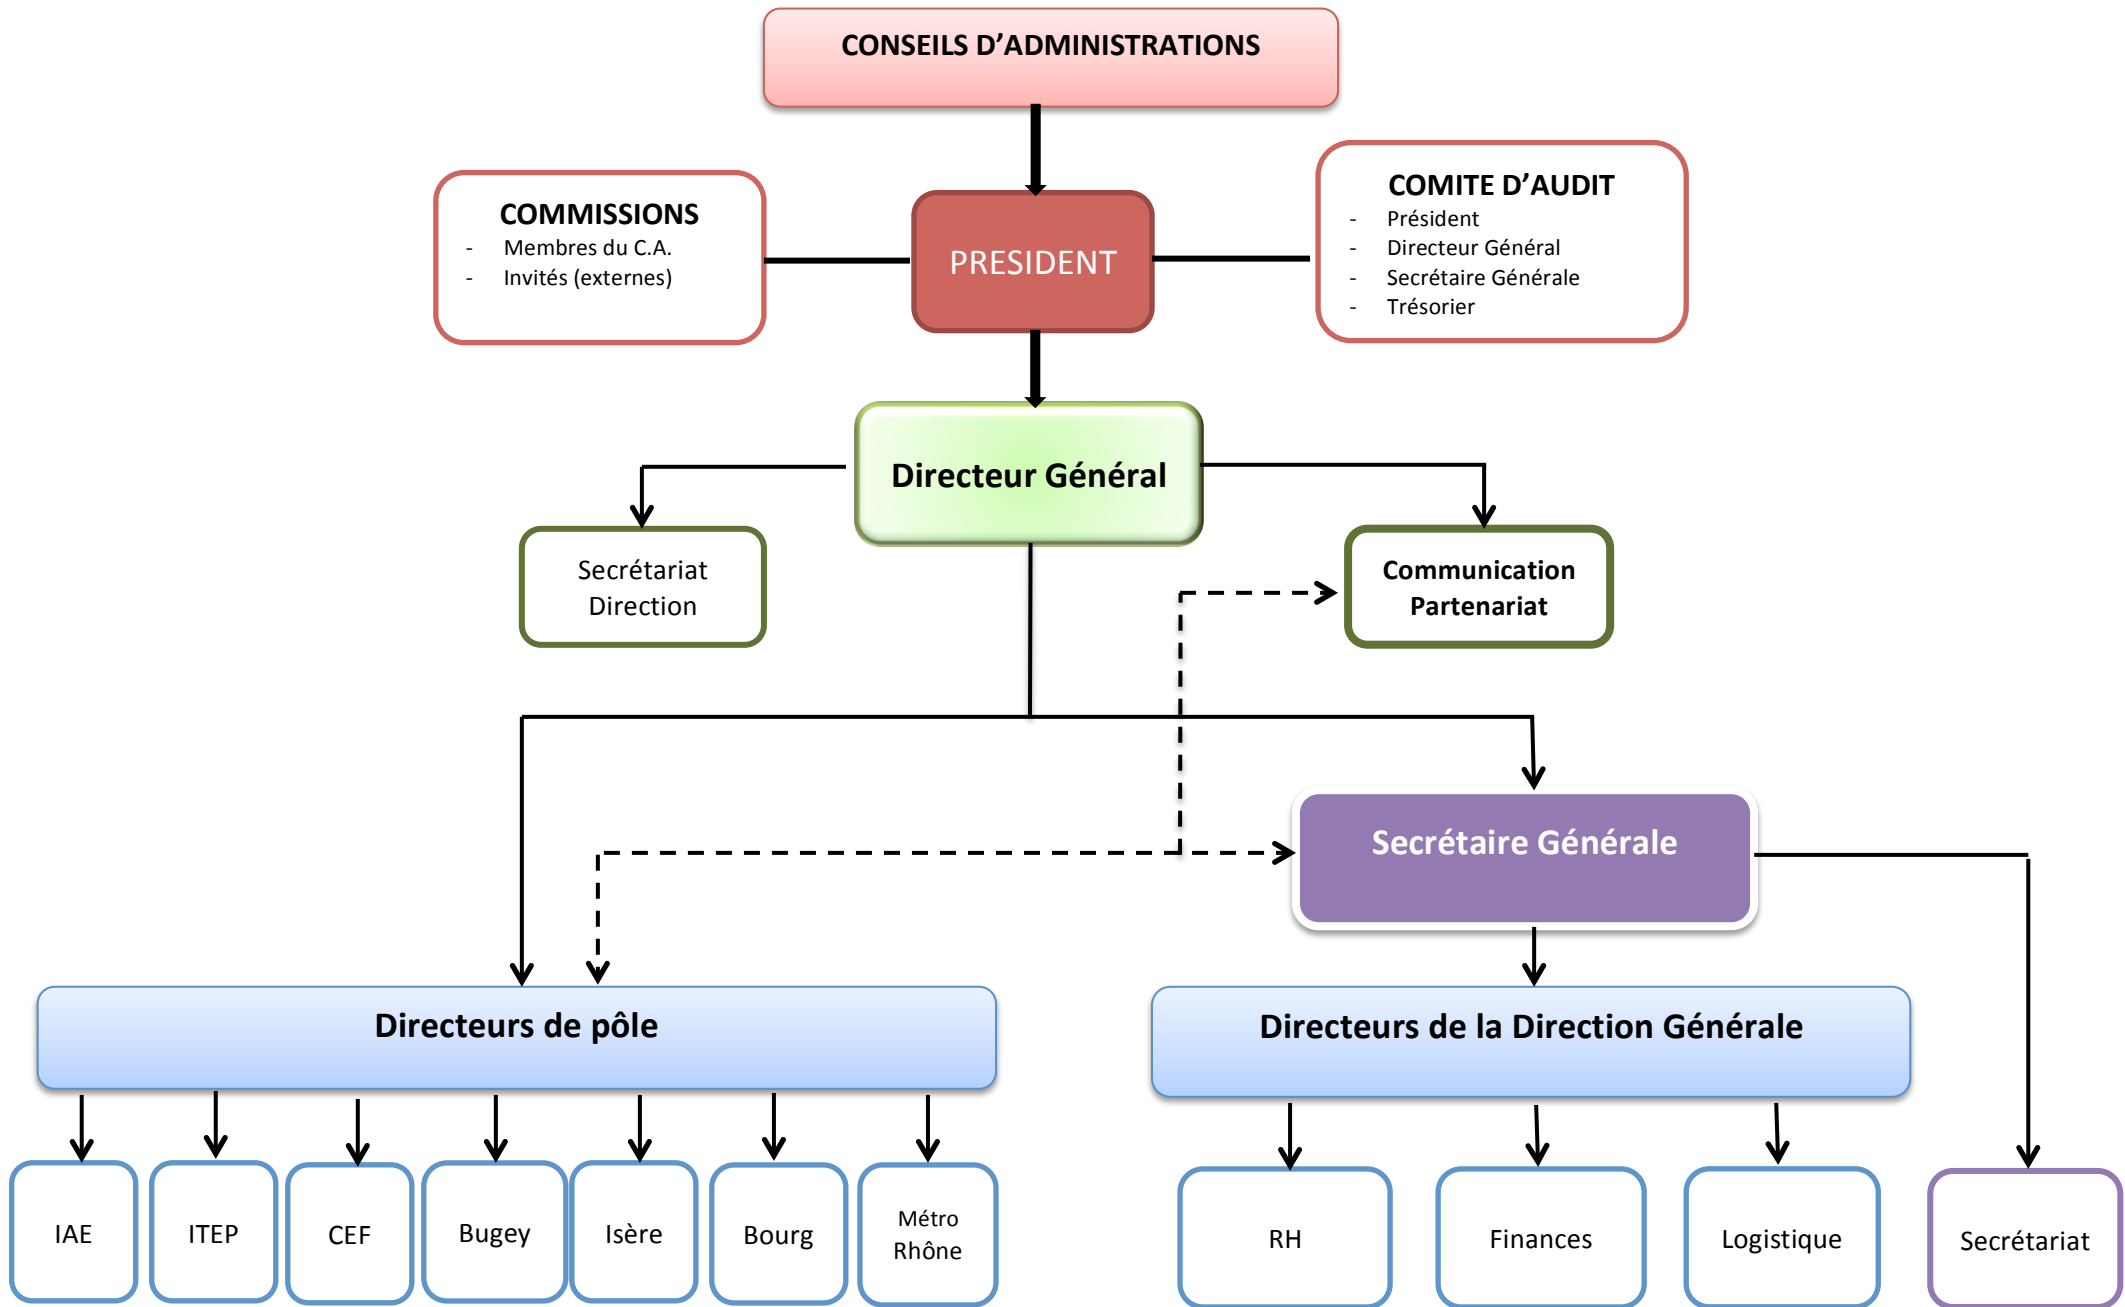 CONSEILS D’ADMINISTRATIONS
COMMISSIONS
- Membres du C.A.
- Invités (externes)
PRESIDENT
COMITE D’AUDIT
- Président
- Directeur Général
- Secrétaire Générale
- Trésorier
Directeur Général
Secrétariat
Direction
Communication
Partenariat
Secrétaire Générale
Directeurs de pôle
Directeurs de la Direction Générale
IAE
ITEP
CEF
Bugey
Isère
Bourg
Métro
Rhône
RH
Finances
Logistique
Secrétariat